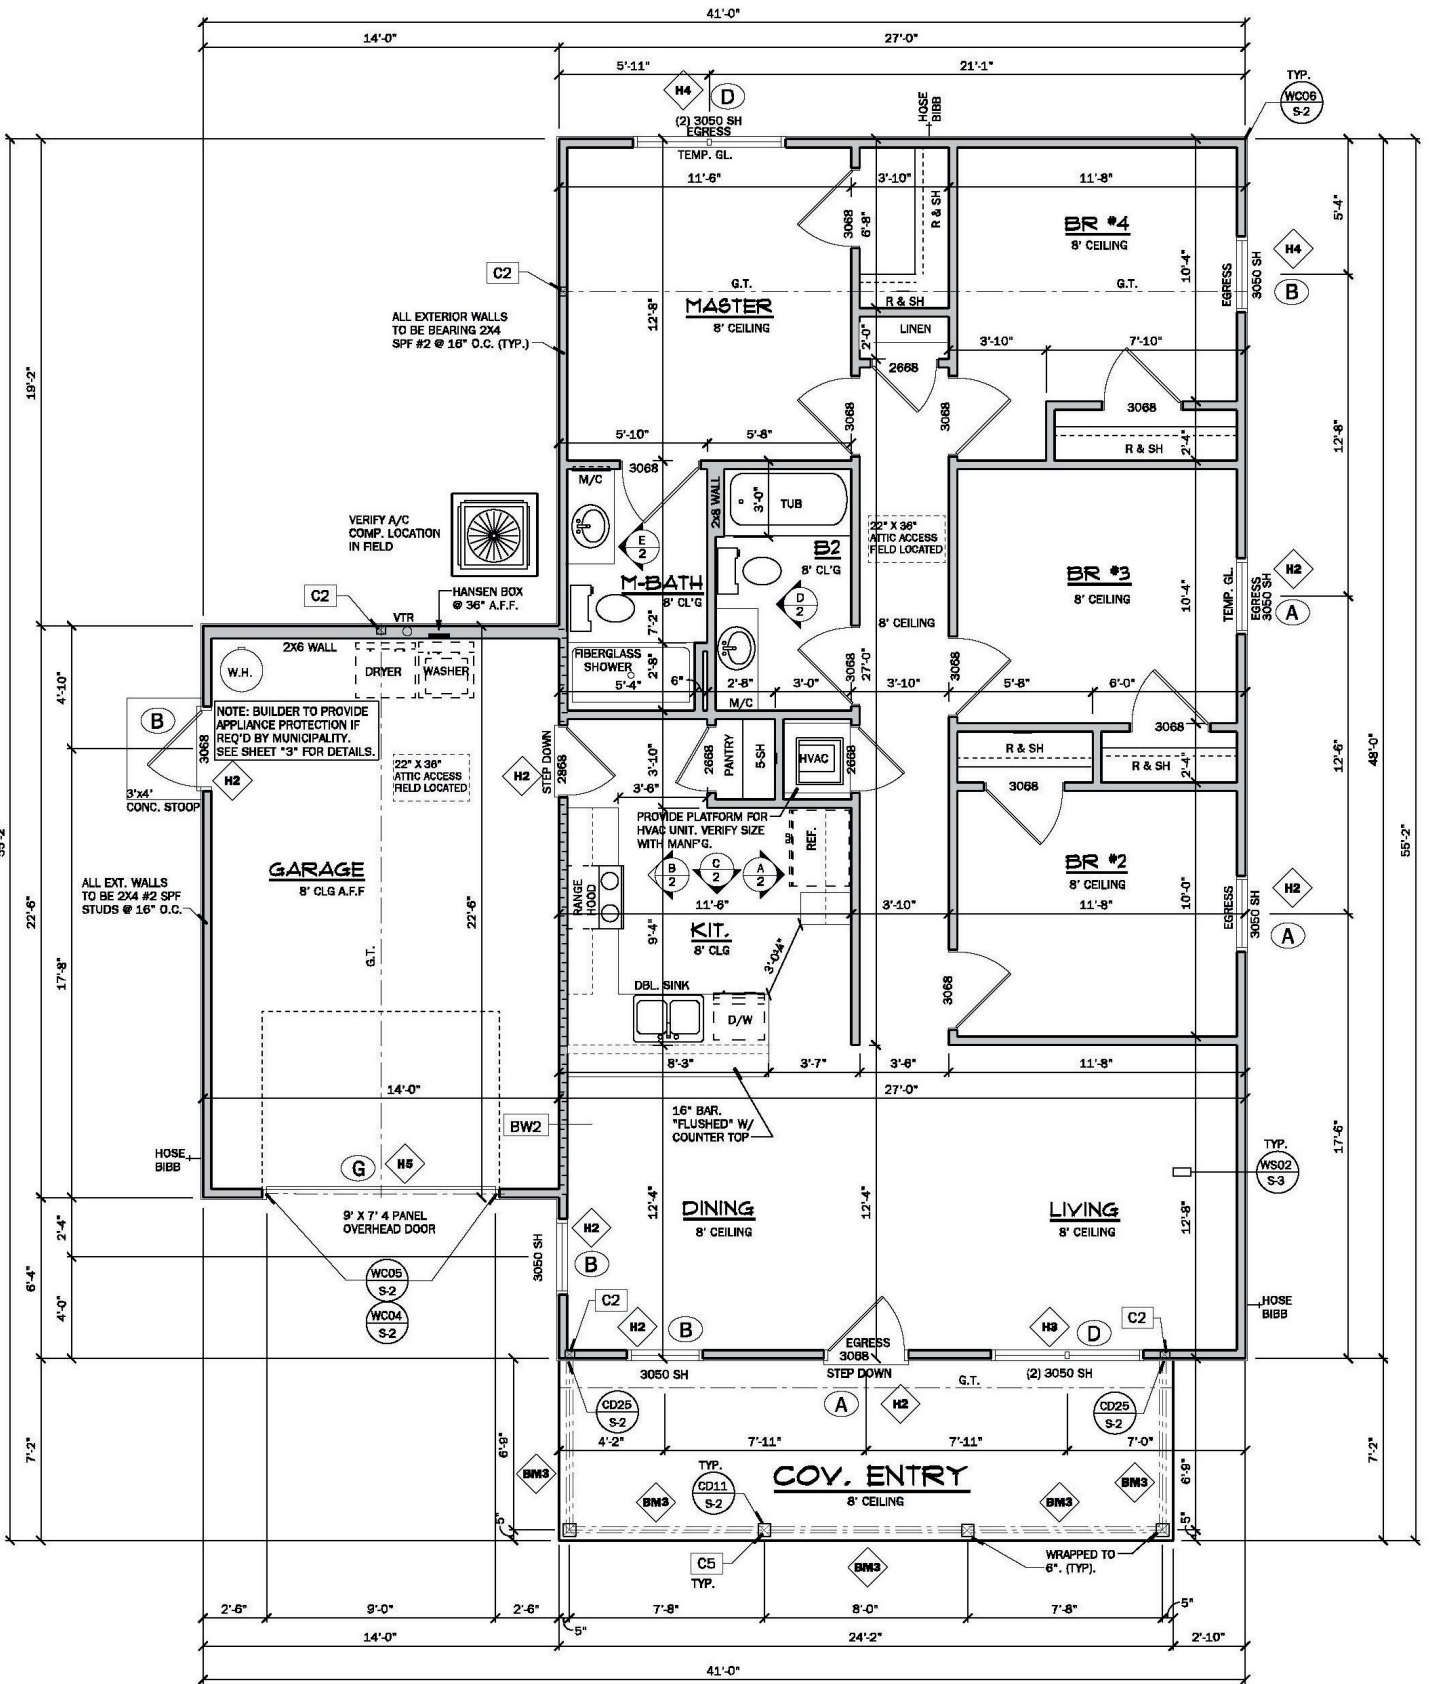 41'-0"
14'-0"
27'-0"
5'-11"
21'-1"
H4
D
(2) 3050 SH
EGRESS
TEMP. GL.
HOSE
BIBB
TYP.
WC06
S-2
11'-6"
3'-10"
11'-8"
3068
6'-8"
R & SH
BR #4
8' CEILING
10'-4"
5'-4"
H4
EGRESS
3050 SH
B
C2
G.T.
G.T.
MASTER
8' CEILING
12'-8"
R & SH
ALL EXTERIOR WALLS
TO BE BEARING 2X4
SPF #2 @ 16" O.C. (TYP.)
LINEN
2'-0"
2668
3'-10"
7'-10"
19'-2"
3068
3068
3068
R & SH
2'-4"
12'-8"
5'-10"
5'-8"
3068
M/C
2x8 WALL
3'-0"
TUB
VERIFY A/C
COMP. LOCATION
IN FIELD
E
2
B2
8' CL'G
22" X 36"
ATTIC ACCESS
FIELD LOCATED
M-BATH
8' CL'G
D
2
BR #3
8' CEILING
10'-4"
TEMP. GL.
EGRESS
3050 SH
H2
A
HANSEN BOX
@ 36" A.F.F.
C2
VTR
7'-2"
8' CEILING
2X6 WALL
W.H.
DRYER
WASHER
FIBERGLASS
SHOWER
2'-8"
5'-4"
6"
2'-8"
3'-0"
M/C
3068
27'-0"
3'-10"
3068
5'-8"
6'-0"
4'-10"
B
3068
NOTE: BUILDER TO PROVIDE
APPLIANCE PROTECTION IF
REQ'D BY MUNICIPALITY.
SEE SHEET "3" FOR DETAILS.
3068
22" X 36"
ATTIC ACCESS
FIELD LOCATED
H2
3'x4'
CONC. STOOP
H2
STEP DOWN
2868
3'-10"
2668
PANTRY
5-SH
HVAC
2668
R & SH
R & SH
2'-4"
3068
12'-6"
48'-0"
3'-6"
PROVIDE PLATFORM FOR
HVAC UNIT. VERIFY SIZE
WITH MANF'G.
REF.
55'-2"
GARAGE
8' CLG A.F.F
B
2
C
2
A
2
BR #2
8' CEILING
10'-0"
ALL EXT. WALLS
TO BE 2X4 #2 SPF
STUDS @ 16" O.C.
RANGE
HOOD
11'-6"
3'-10"
11'-8"
EGRESS
3050 SH
H2
A
22'-6"
22'-6"
G.T.
9'-4"
KIT.
8' CLG
3'-0¼"
17'-8"
DBL. SINK
D/W
3068
8'-3"
3'-7"
3'-6"
11'-8"
14'-0"
27'-0"
BW2
16" BAR.
"FLUSHED" W/
COUNTER TOP
17'-6"
HOSE
BIBB
G
H5
TYP.
WS02
S-3
9' X 7' 4 PANEL
OVERHEAD DOOR
12'-4"
DINING
8' CEILING
12'-4"
LIVING
8' CEILING
12'-8"
2'-4"
6'-4"
4'-0"
3050 SH
H2
B
WC05
S-2
WC04
S-2
C2
H2
B
EGRESS
3068
STEP DOWN
H3
D
C2
HOSE
BIBB
3050 SH
(2) 3050 SH
G.T.
CD25
S-2
A
H2
CD25
S-2
7'-2"
6'-9"
4'-2"
7'-11"
7'-11"
7'-0"
BM3
TYP.
CD11
S-2
COV. ENTRY
8' CEILING
BM3
BM3
BM3
6'-9"
7'-2"
5"
5"
C5
TYP.
BM3
WRAPPED TO
6". (TYP).
2'-6"
9'-0"
2'-6"
5"
7'-8"
8'-0"
7'-8"
5"
14'-0"
24'-2"
2'-10"
41'-0"